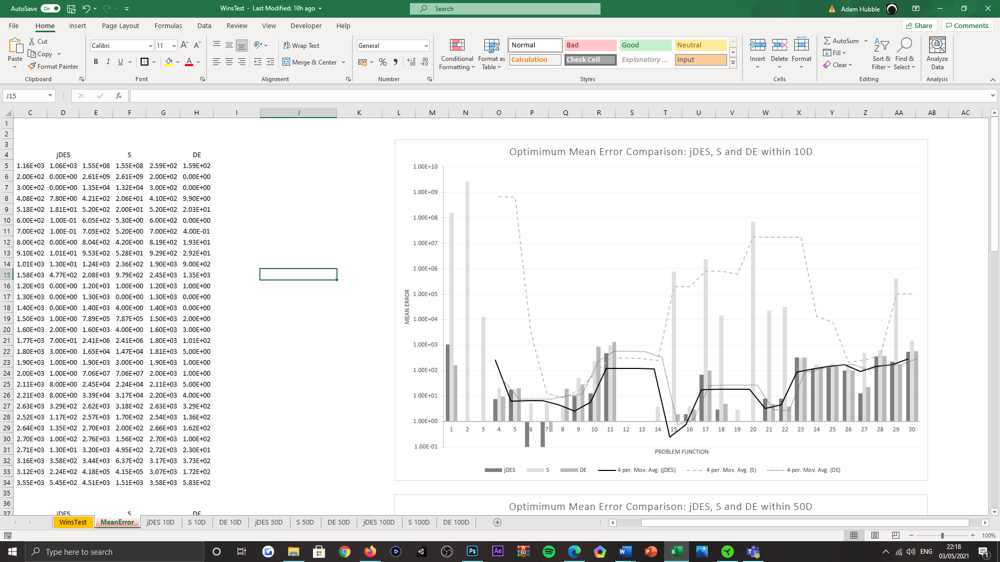 AutoSave On WinsTest - Last Modified: 10h ago Search Adam Hubble
File Home Insert Page Layout Formulas Data Review View Developer Help Share Comments
Paste Cut Copy Format Painter Clipboard
Calibri 11 B I U A A Font
Wrap Text Merge & Center Alignment
General % Number
Conditional Formatting Format as Table
Normal Bad Good Neutral
Calculation Check Cell Explanatory ... Input
Styles
Insert Delete Format Cells
AutoSum Fill Clear Sort & Filter Find & Select Editing
Analyze Data Analysis
J15 fx
C D E F G H I J K L M N O P Q R S T U V W X Y Z AA AB AC
1
2
3
4 jDES S DE
5 1.16E+03 1.06E+03 1.55E+08 1.55E+08 2.59E+02 1.59E+02
6 2.00E+02 0.00E+00 2.61E+09 2.61E+09 2.00E+02 0.00E+00
7 3.00E+02 0.00E+00 1.35E+04 1.32E+04 3.00E+02 0.00E+00
8 4.08E+02 7.80E+00 4.21E+02 2.06E+01 4.10E+02 9.90E+00
9 5.18E+02 1.81E+01 5.20E+02 2.00E+01 5.20E+02 2.03E+01
10 6.00E+02 1.00E-01 6.05E+02 5.30E+00 6.00E+02 0.00E+00
11 7.00E+02 1.00E-01 7.05E+02 5.20E+00 7.00E+02 4.00E-01
12 8.00E+02 0.00E+00 8.04E+02 4.20E+00 8.19E+02 1.93E+01
13 9.10E+02 1.01E+01 9.53E+02 5.28E+01 9.29E+02 2.92E+01
14 1.01E+03 1.30E+01 1.24E+03 2.36E+02 1.90E+03 9.00E+02
15 1.58E+03 4.77E+02 2.08E+03 9.79E+02 2.45E+03 1.35E+03
16 1.20E+03 0.00E+00 1.20E+03 1.00E+00 1.20E+03 1.00E+00
17 1.30E+03 0.00E+00 1.30E+03 0.00E+00 1.30E+03 0.00E+00
18 1.40E+03 0.00E+00 1.40E+03 4.00E+00 1.40E+03 0.00E+00
19 1.50E+03 1.00E+00 7.89E+05 7.87E+05 1.50E+03 2.00E+00
20 1.60E+03 2.00E+00 1.60E+03 4.00E+00 1.60E+03 3.00E+00
21 1.77E+03 7.00E+01 2.41E+06 2.41E+06 1.80E+03 1.01E+02
22 1.80E+03 3.00E+00 1.65E+04 1.47E+04 1.81E+03 5.00E+00
23 1.90E+03 1.00E+00 1.90E+03 3.00E+00 1.90E+03 1.00E+00
24 2.00E+03 1.00E+00 7.06E+07 7.06E+07 2.00E+03 1.00E+00
25 2.11E+03 8.00E+00 2.45E+04 2.24E+04 2.11E+03 5.00E+00
26 2.21E+03 8.00E+00 3.39E+04 3.17E+04 2.20E+03 4.00E+00
27 2.63E+03 3.29E+02 2.62E+03 3.18E+02 2.63E+03 3.29E+02
28 2.52E+03 1.17E+02 2.57E+03 1.70E+02 2.54E+03 1.36E+02
29 2.64E+03 1.35E+02 2.70E+03 2.00E+02 2.66E+03 1.62E+02
30 2.70E+03 1.00E+02 2.76E+03 1.56E+02 2.70E+03 1.00E+02
31 2.71E+03 1.30E+01 3.20E+03 4.95E+02 2.72E+03 2.30E+01
32 3.16E+03 3.58E+02 3.44E+03 6.37E+02 3.17E+03 3.73E+02
33 3.12E+03 2.24E+02 4.18E+05 4.15E+05 3.07E+03 1.72E+02
34 3.55E+03 5.45E+02 4.51E+03 1.51E+03 3.58E+03 5.83E+02
35
36
37 jDES S DE
Optimimum Mean Error Comparison: jDES, S and DE within 10D
1.00E+10
1.00E+09
1.00E+08
1.00E+07
1.00E+06
1.00E+05
1.00E+04
1.00E+03
1.00E+02
1.00E+01
1.00E+00
1.00E-01
MEAN ERROR
1 2 3 4 5 6 7 8 9 10 11 12 13 14 15 16 17 18 19 20 21 22 23 24 25 26 27 28 29 30
PROBLEM FUNCTION
jDES S DE 4 per. Mov. Avg. (jDES) 4 per. Mov. Avg. (S) 4 per. Mov. Avg. (DE)
Optimimum Mean Error Comparison: jDES, S and DE within 50D
WinsTest MeanError jDES 10D S 10D DE 10D jDES 50D S 50D DE 50D jDES 100D S 100D DE 100D
100%
Type here to search Ps Ae ENG 22:18
03/05/2021 1